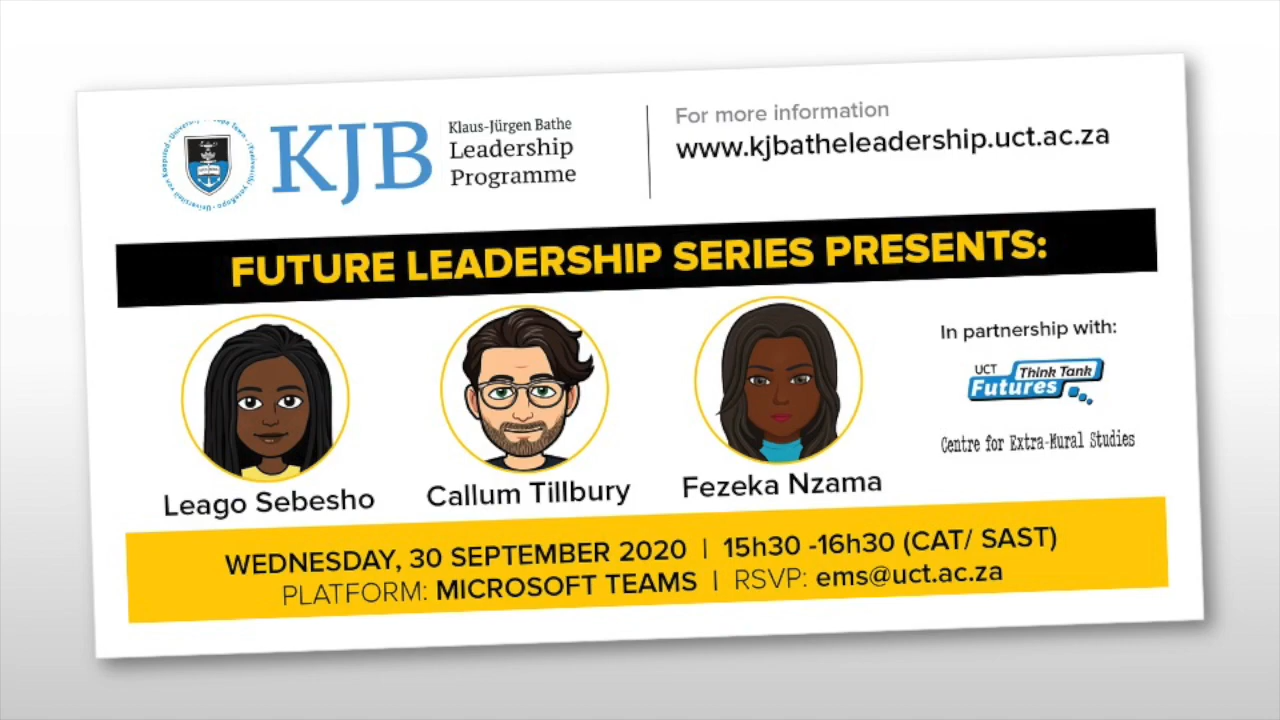 KJB
Klaus-Jürgen Bathe
Leadership
Programme
For more information
www.kjbatheleadership.uct.ac.za
FUTURE LEADERSHIP SERIES PRESENTS:
In partnership with:
UCT Think Tank
Futures
Centre for Extra-Mural Studies
Leago Sebesho
Callum Tillbury
Fezeka Nzama
WEDNESDAY, 30 SEPTEMBER 2020 | 15h30 -16h30 (CAT/ SAST)
PLATFORM: MICROSOFT TEAMS | RSVP: ems@uct.ac.za